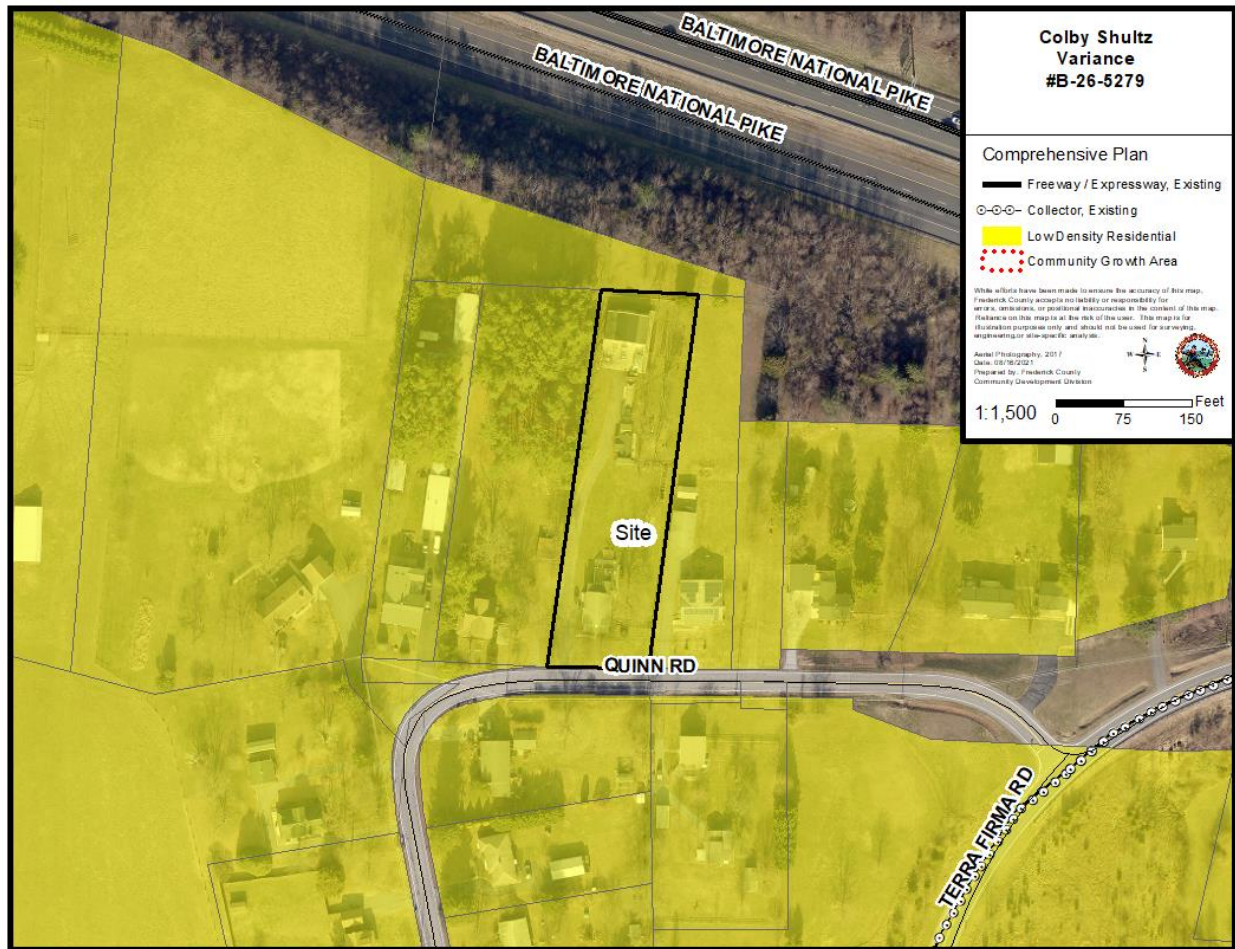 Colby Shultz
Variance
#B-26-5279
Comprehensive Plan
Freeway / Expressway, Existing
Collector, Existing
Low Density Residential
Community Growth Area
While efforts have been made to ensure the accuracy of this map,
Frederick County accepts no liability or responsibility for
errors, omissions, or positional inaccuracies in the content of this map.
Reliance on this map is at the risk of the user. This map is for
illustration purposes only and should not be used for surveying,
engineering, or site-specific analysis.
Aerial Photography, 2017
Date: 08/16/2021
Prepared by: Frederick County
Community Development Division
N
W E
S
1:1,500
Feet
0 75 150
BALTIMORE NATIONAL PIKE
BALTIMORE NATIONAL PIKE
Site
QUINN RD
TERRA FIRMA RD